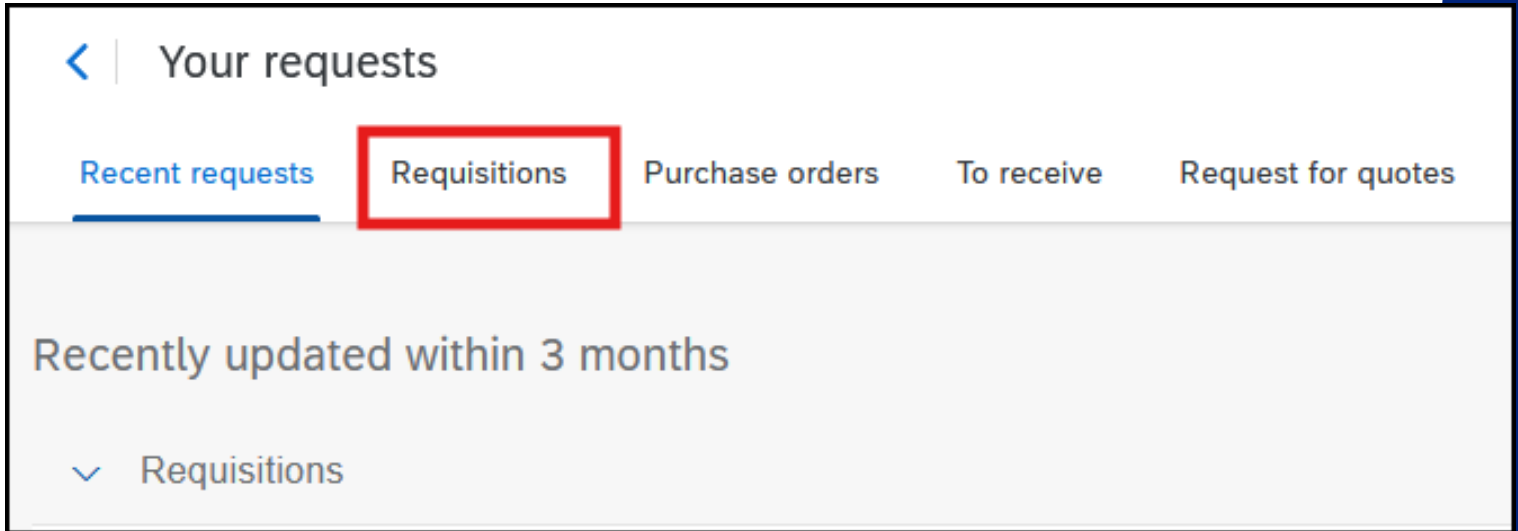 Your requests
Recent requests Requisitions Purchase orders To receive Request for quotes
Recently updated within 3 months
Requisitions